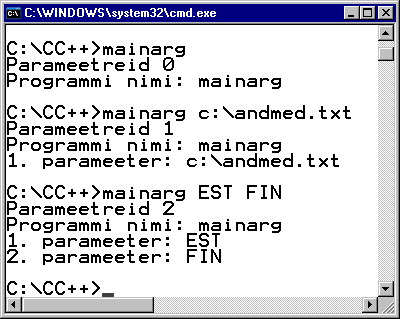 C:\WINDOWS\system32\cmd.exe
C:\CC++>mainarg
Parameetreid 0
Programmi nimi: mainarg
C:\CC++>mainarg c:\andmed.txt
Parameetreid 1
Programmi nimi: mainarg
1. parameeter: c:\andmed.txt
C:\CC++>mainarg EST FIN
Parameetreid 2
Programmi nimi: mainarg
1. parameeter: EST
2. parameeter: FIN
C:\CC++>_